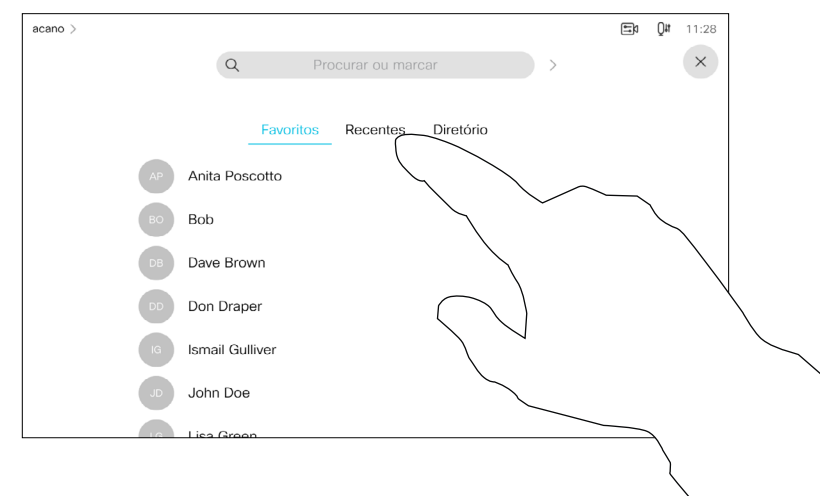 acano > 11:28
Procurar ou marcar
Favoritos Recentes Diretório
AP Anita Poscotto
BO Bob
DB Dave Brown
DD Don Draper
IG Ismail Gulliver
JD John Doe
LG Lisa Green